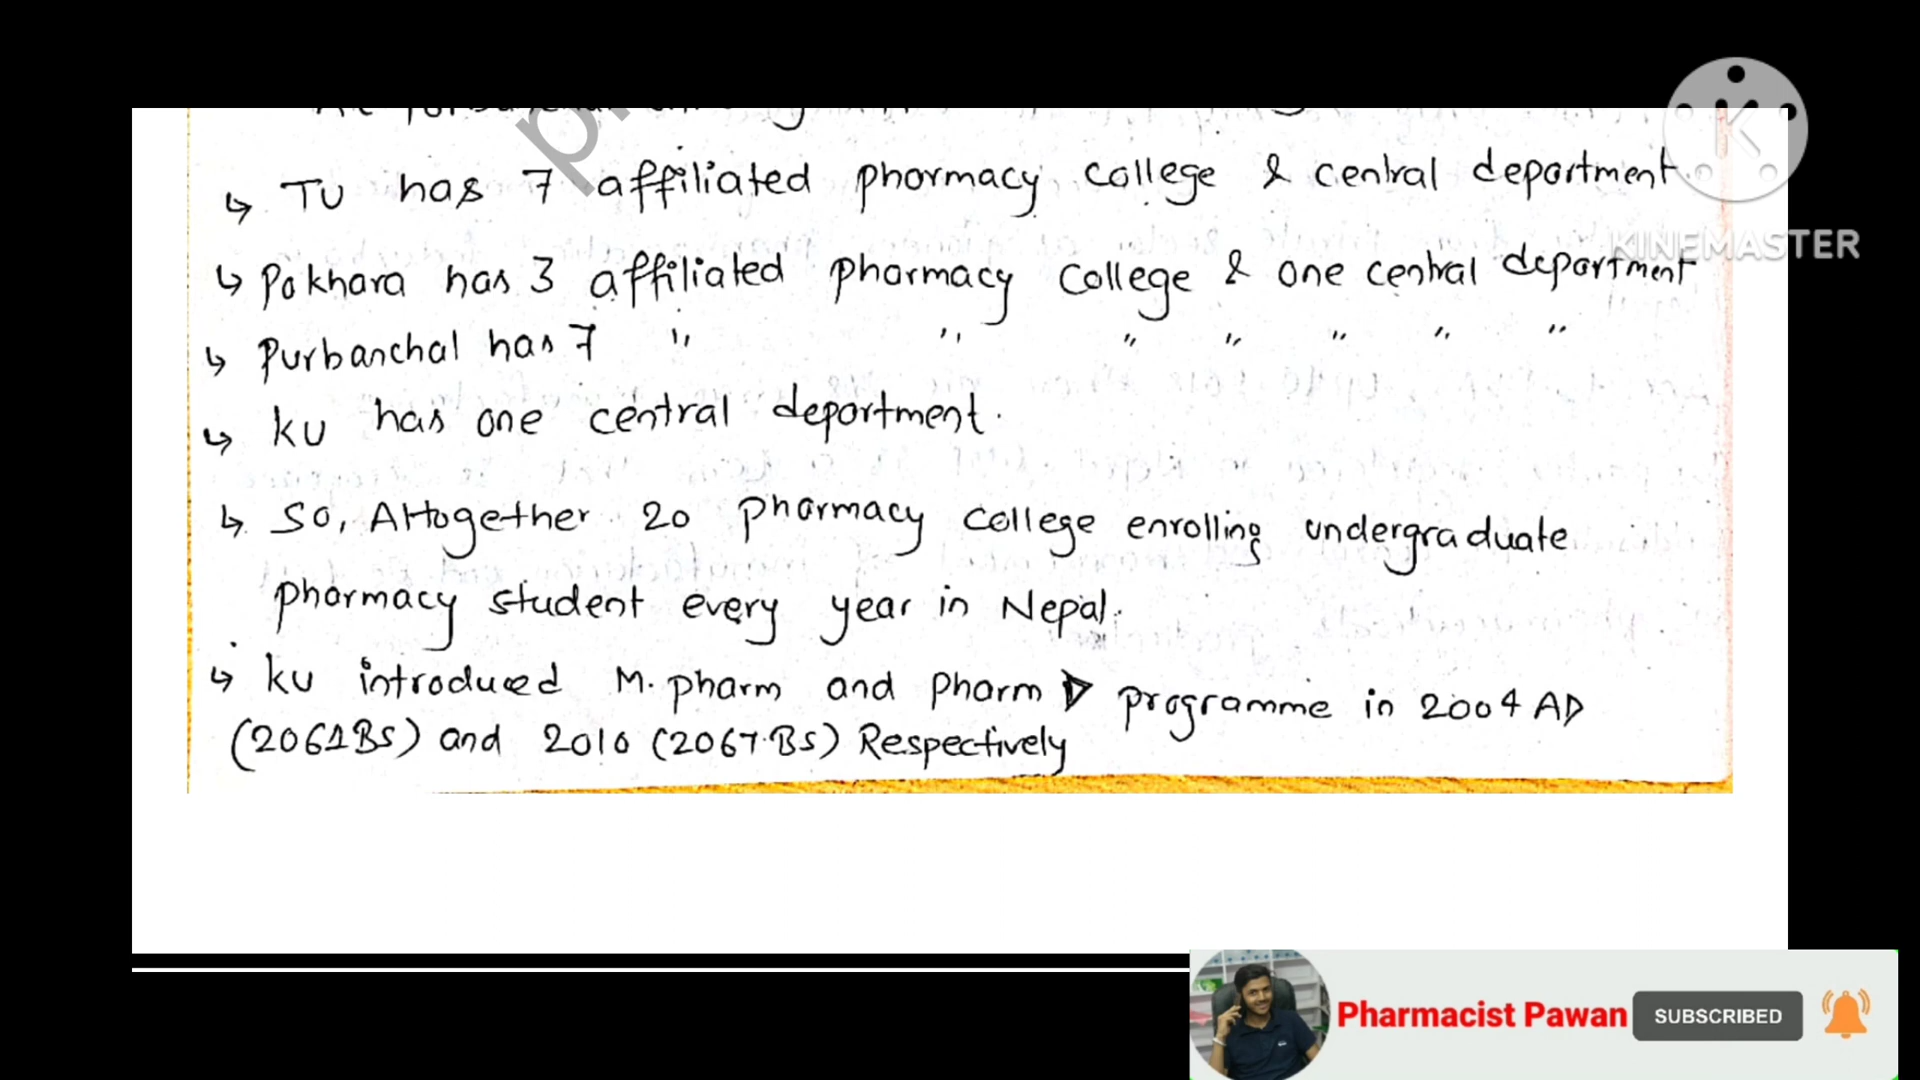 ↳ TU has 7 affiliated pharmacy college & central department.
↳ Pokhara has 3 affiliated pharmacy college & one central department
↳ Purbanchal has 7 " " " " " " "
↳ KU has one central department.
↳ So, Altogether 20 pharmacy college enrolling undergraduate
pharmacy student every year in Nepal.
↳ KU introduced M. pharm and Pharm D programme in 2004 AD
(2061BS) and 2010 (2067.BS) Respectively
KINEMASTER
Pharmacist Pawan SUBSCRIBED